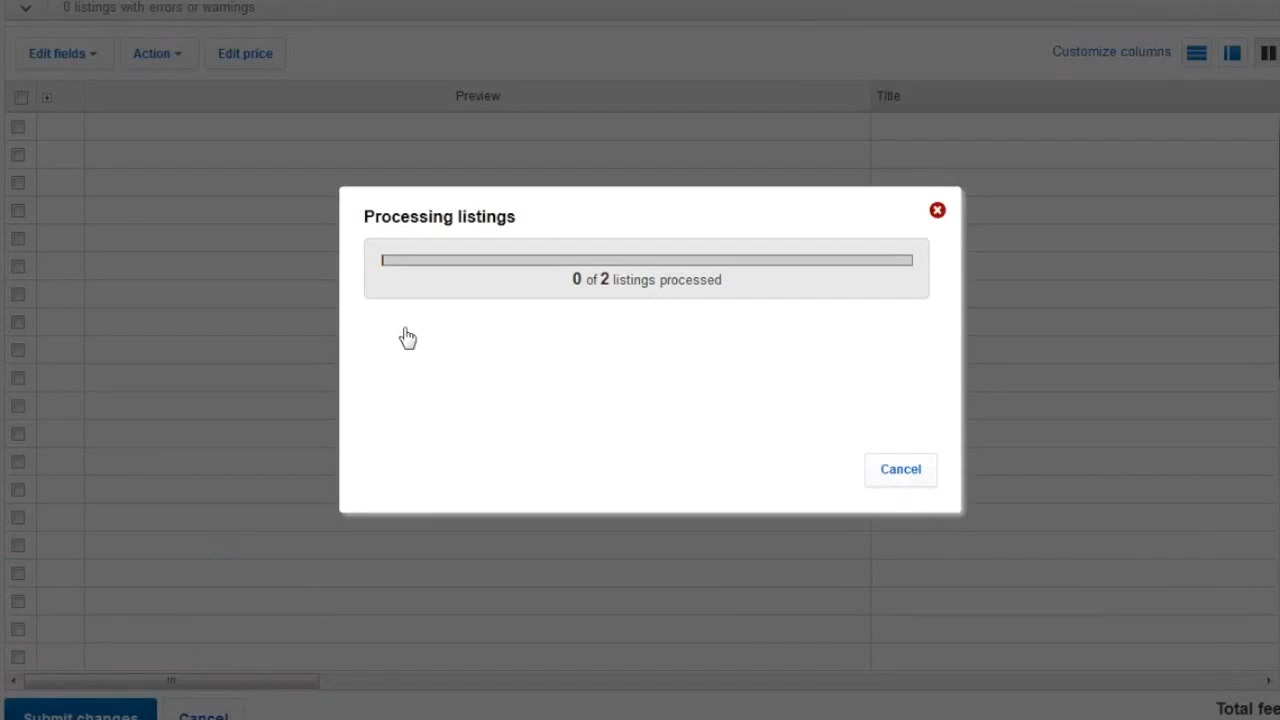 0 listings with errors or warnings
Edit fields
Action
Edit price
Customize columns
Preview
Title
Processing listings
0 of 2 listings processed
Cancel
Submit changes
Cancel
Total fee